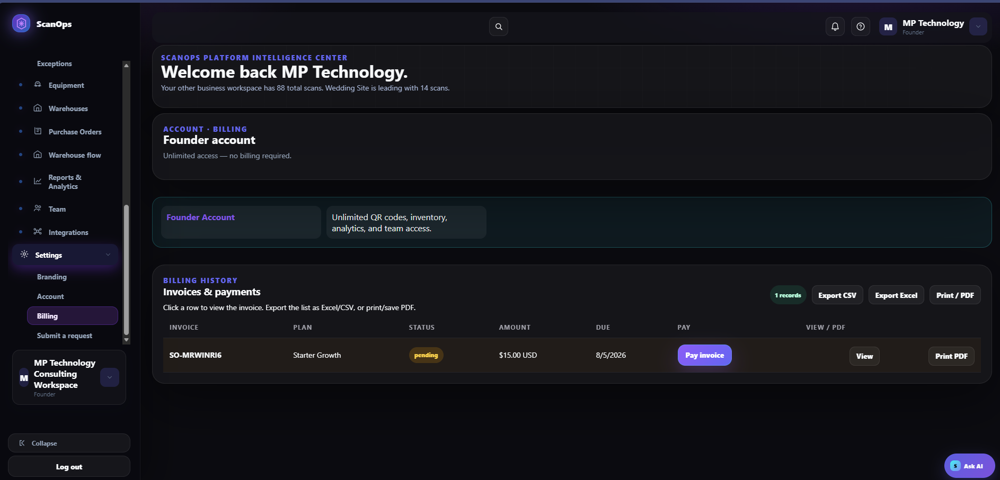 ScanOps
Exceptions
Equipment
Warehouses
Purchase Orders
Warehouse flow
Reports &
Analytics
Team
Integrations
Settings
Branding
Account
Billing
Submit a request
M
MP Technology
Consulting
Workspace
Founder
Collapse
Log out
M
MP Technology
Founder
SCANOPS PLATFORM INTELLIGENCE CENTER
Welcome back MP Technology.
Your other business workspace has 88 total scans. Wedding Site is leading with 14 scans.
ACCOUNT · BILLING
Founder account
Unlimited access — no billing required.
Founder Account
Unlimited QR codes, inventory,
analytics, and team access.
BILLING HISTORY
Invoices & payments
Click a row to view the invoice. Export the list as Excel/CSV, or print/save PDF.
1 records
Export CSV
Export Excel
Print / PDF
INVOICE PLAN STATUS AMOUNT DUE PAY VIEW / PDF
SO-MRWINRI6 Starter Growth pending $15.00 USD 8/5/2026 Pay invoice View Print PDF
S Ask AI